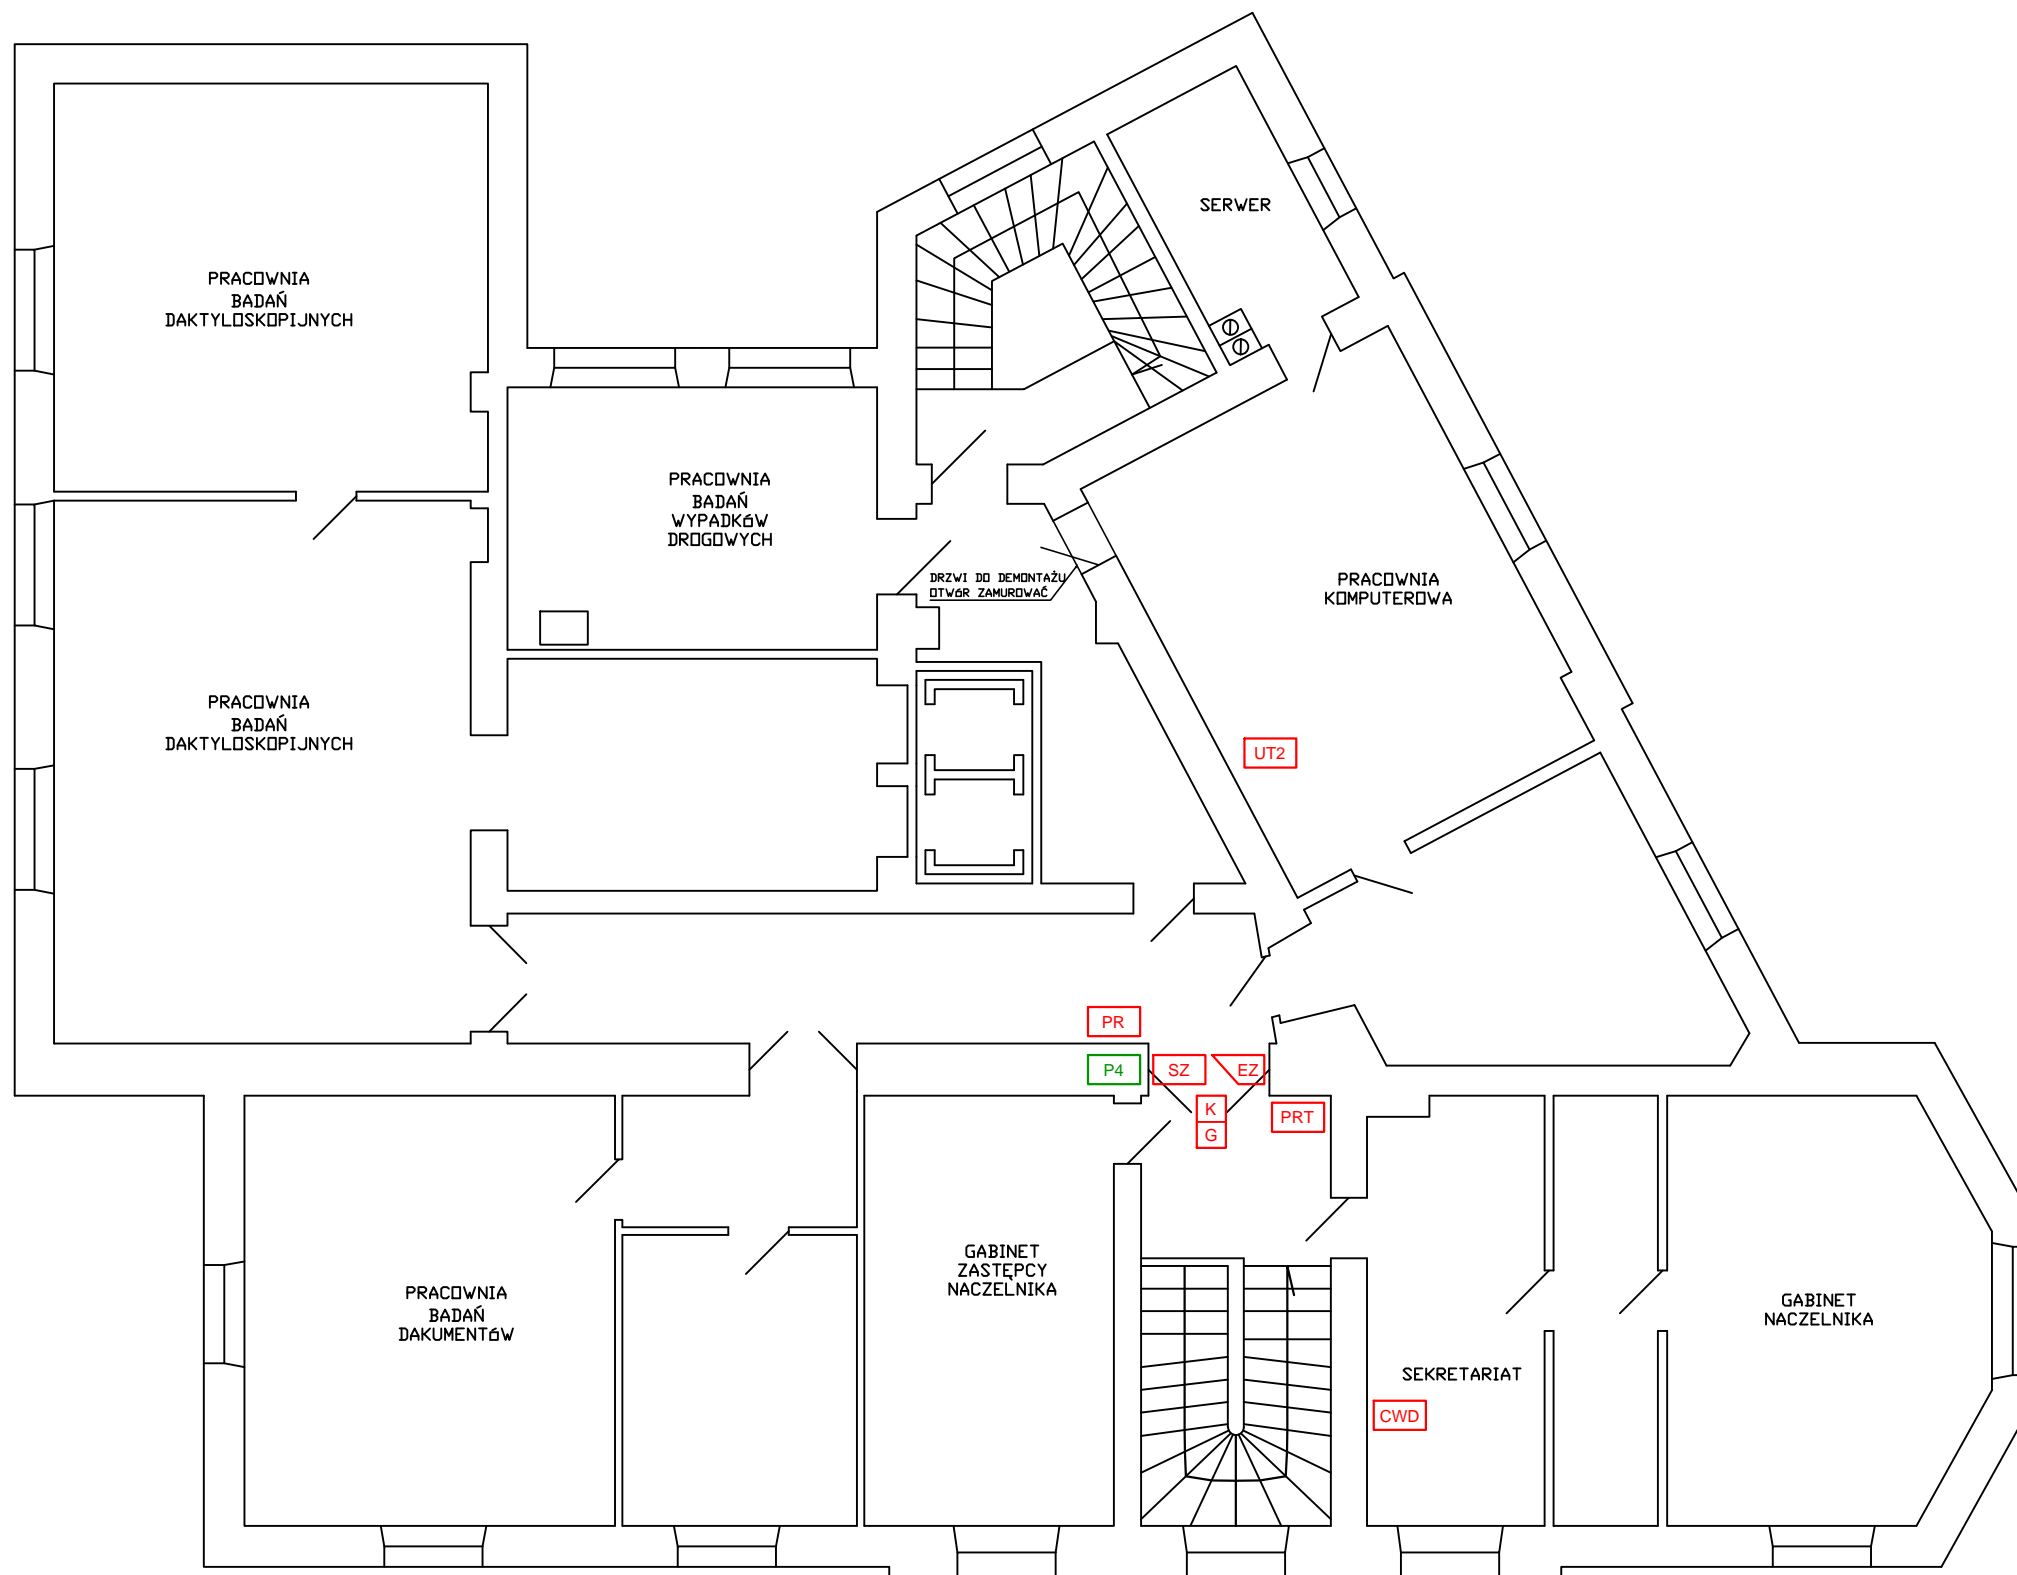 SERWER
PRACOWNIA
BADAŃ
DAKTYLOSKOPIJNYCH
PRACOWNIA
BADAŃ
WYPADKóW
DROGOWYCH
DRZWI DO DEMONTAŻU
OTWóR ZAMUROWAĆ
PRACOWNIA
KOMPUTEROWA
PRACOWNIA
BADAŃ
DAKTYLOSKOPIJNYCH
UT2
PR
P4
SZ
EZ
K
G
PRT
GABINET
ZASTĘPCY
NACZELNIKA
PRACOWNIA
BADAŃ
DAKUMENTóW
GABINET
NACZELNIKA
SEKRETARIAT
CWD